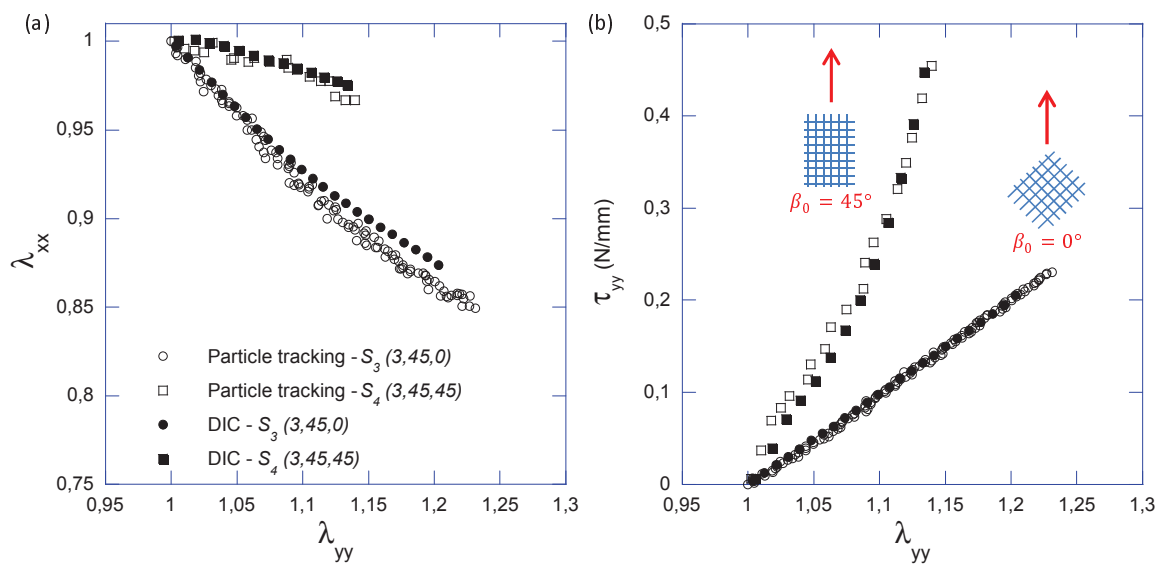 (a)
1
0,95
0,9
0,85
0,8
0,75
λxx
0,95
1
1,05
1,1
1,15
1,2
1,25
1,3
λyy
Particle tracking - S3 (3,45,0)
Particle tracking - S4 (3,45,45)
DIC - S3 (3,45,0)
DIC - S4 (3,45,45)
(b)
0,5
0,4
0,3
0,2
0,1
0
τyy (N/mm)
0,95
1
1,05
1,1
1,15
1,2
1,25
1,3
λyy
β0 = 45°
β0 = 0°